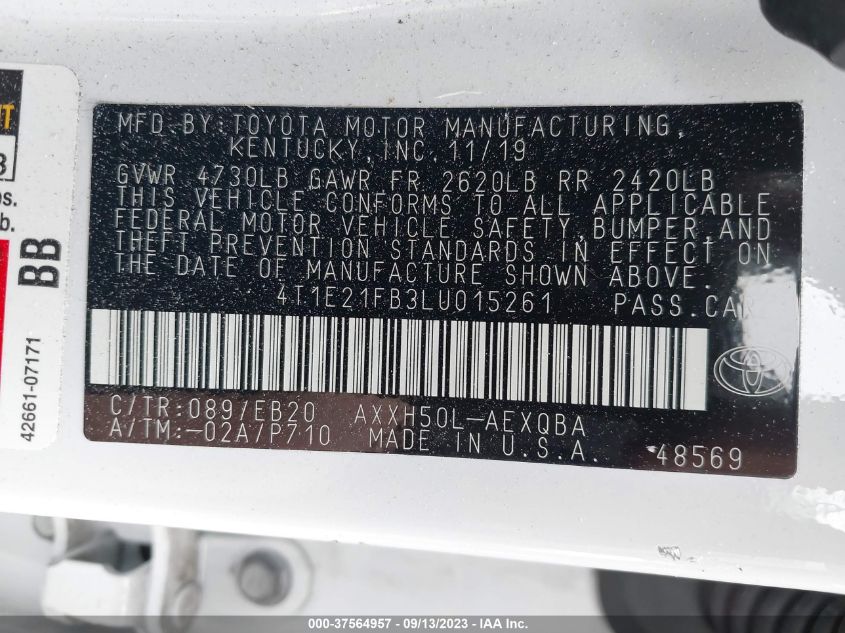 MFD.BY:TOYOTA MOTOR MANUFACTURING,
KENTUCKY,INC.11/19
GVWR 4730LB GAWR FR 2620LB RR 2420LB
THIS VEHICLE CONFORMS TO ALL APPLICABLE
FEDERAL MOTOR VEHICLE SAFETY,BUMPER,AND
THEFT PREVENTION STANDARDS IN EFFECT ON
THE DATE OF MANUFACTURE SHOWN ABOVE.
4T1E21FB3LU015261 PASS.CAR
C/TR:089/EB20 AXXH50L-AEXQBA
A/TM:-02A/P710 MADE IN U.S.A. 48569
BB
42661-07171
000-37564957 - 09/13/2023 - IAA Inc.